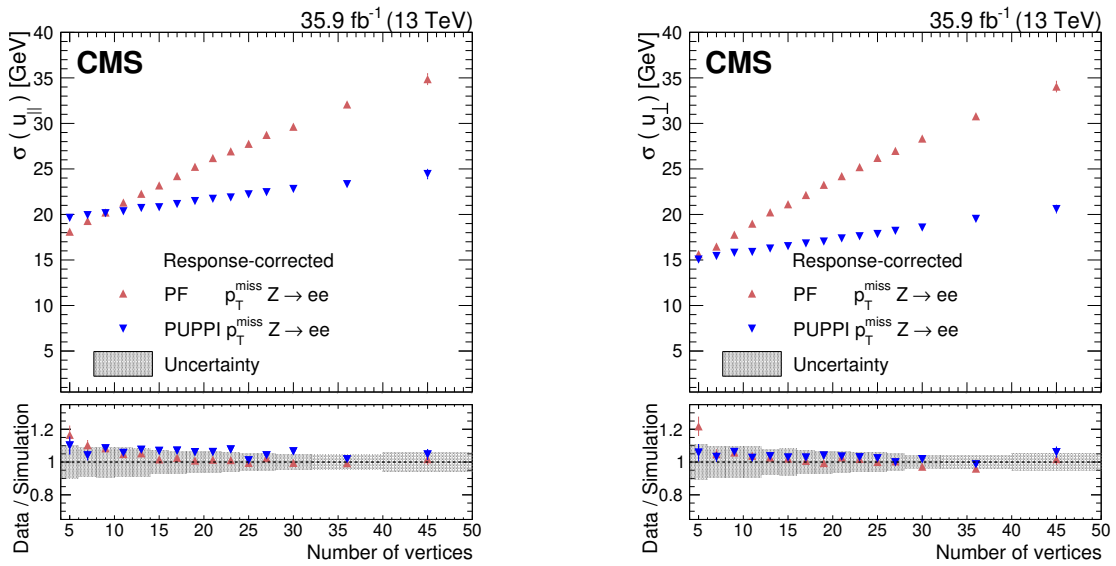 35.9 fb⁻¹ (13 TeV)
CMS
σ ( u_∥ ) [GeV]
40
35
30
25
20
15
10
5
Response-corrected
PF p_T^miss Z → ee
PUPPI p_T^miss Z → ee
Uncertainty
Data / Simulation
1.2
1
0.8
5 10 15 20 25 30 35 40 45 50
Number of vertices
35.9 fb⁻¹ (13 TeV)
CMS
σ ( u_⊥ ) [GeV]
40
35
30
25
20
15
10
5
Response-corrected
PF p_T^miss Z → ee
PUPPI p_T^miss Z → ee
Uncertainty
Data / Simulation
1.2
1
0.8
5 10 15 20 25 30 35 40 45 50
Number of vertices